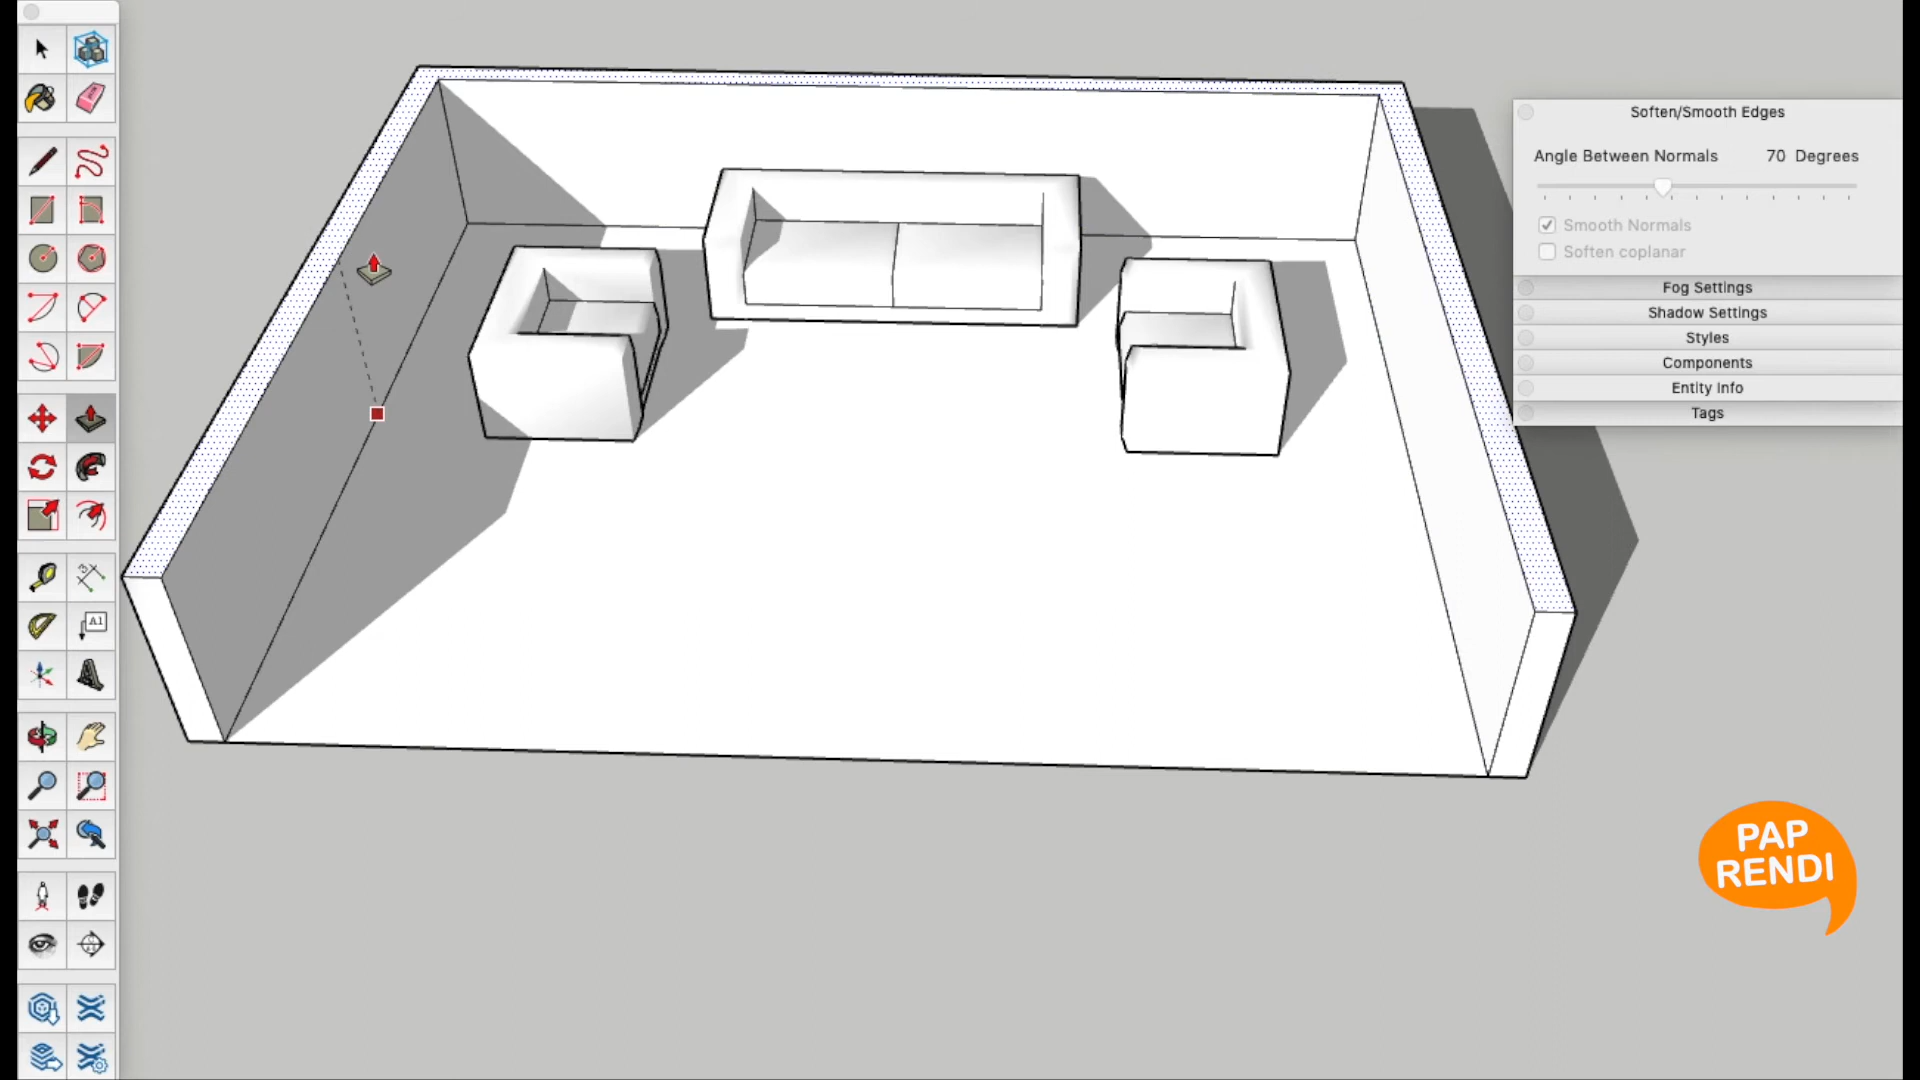 Soften/Smooth Edges
Angle Between Normals 70 Degrees
Smooth Normals
Soften coplanar
Fog Settings
Shadow Settings
Styles
Components
Entity Info
Tags
A1
PAP
RENDI